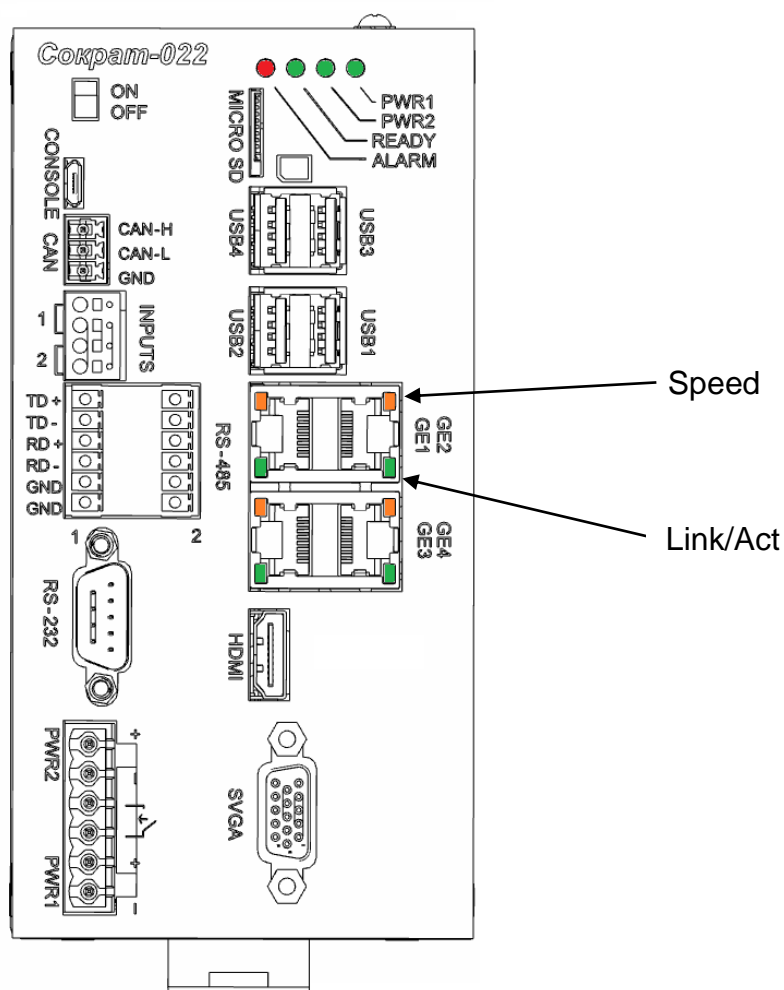 Сократ-022
ON
OFF
PWR1
PWR2
READY
ALARM
MICRO SD
CONSOLE
CAN
CAN-H
CAN-L
GND
USB4
USB3
1
2
INPUTS
USB2
USB1
Speed
TD +
TD -
RD +
RD -
GND
GND
1
2
RS-485
GE2
GE1
GE4
GE3
Link/Act
RS-232
HDMI
PWR2
PWR1
+
–
+
–
SVGA